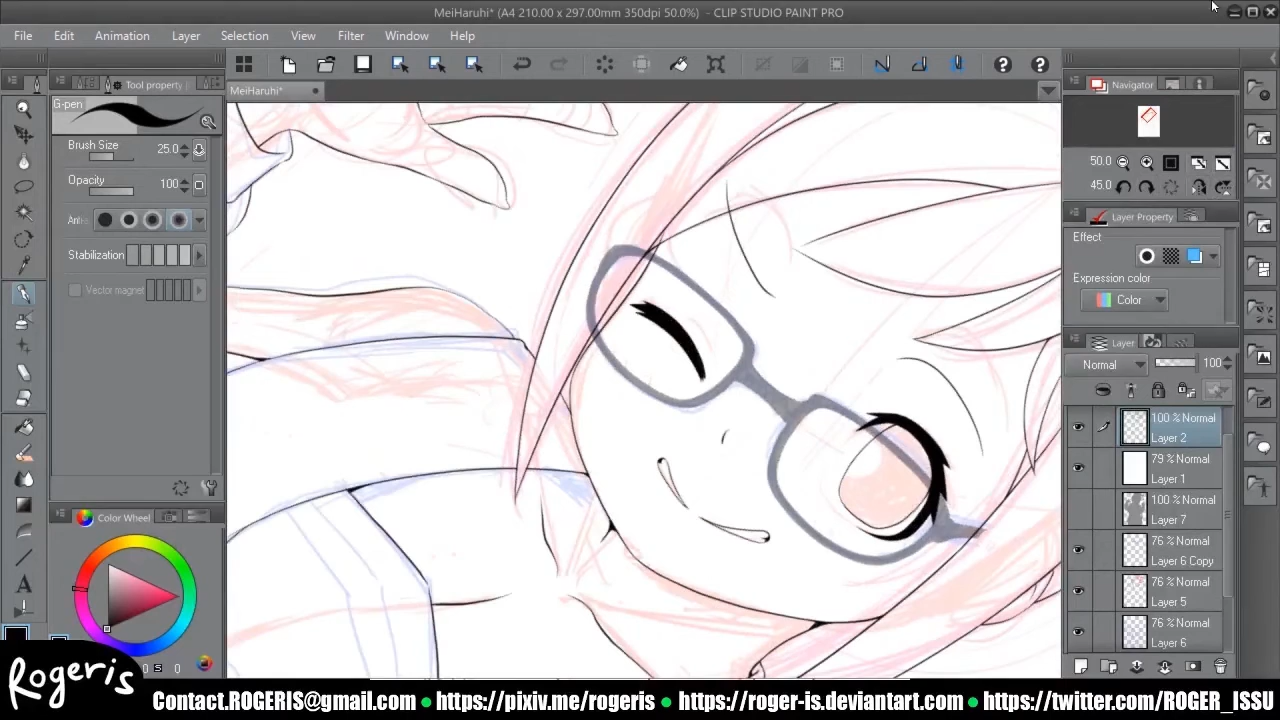 MeiHaruhi* (A4 210.00 x 297.00mm 350dpi 50.0%) - CLIP STUDIO PAINT PRO
File Edit Animation Layer Selection View Filter Window Help
Tool property
MeiHaruhi*
Navigator
G-pen
Brush Size 25.0
Opacity 100
Stabilization
Vector magnet
50.0
45.0
Layer Property
Effect
Expression color
Color
Layer
Normal 100
100 % Normal
Layer 2
79 % Normal
Layer 1
100 % Normal
Layer 7
76 % Normal
Layer 6 Copy
76 % Normal
Layer 5
76 % Normal
Layer 6
Color Wheel
0 S 0
Rogeris
Contact.ROGERIS@gmail.com ● https://pixiv.me/rogeris ● https://roger-is.deviantart.com ● https://twitter.com/ROGER_ISSU